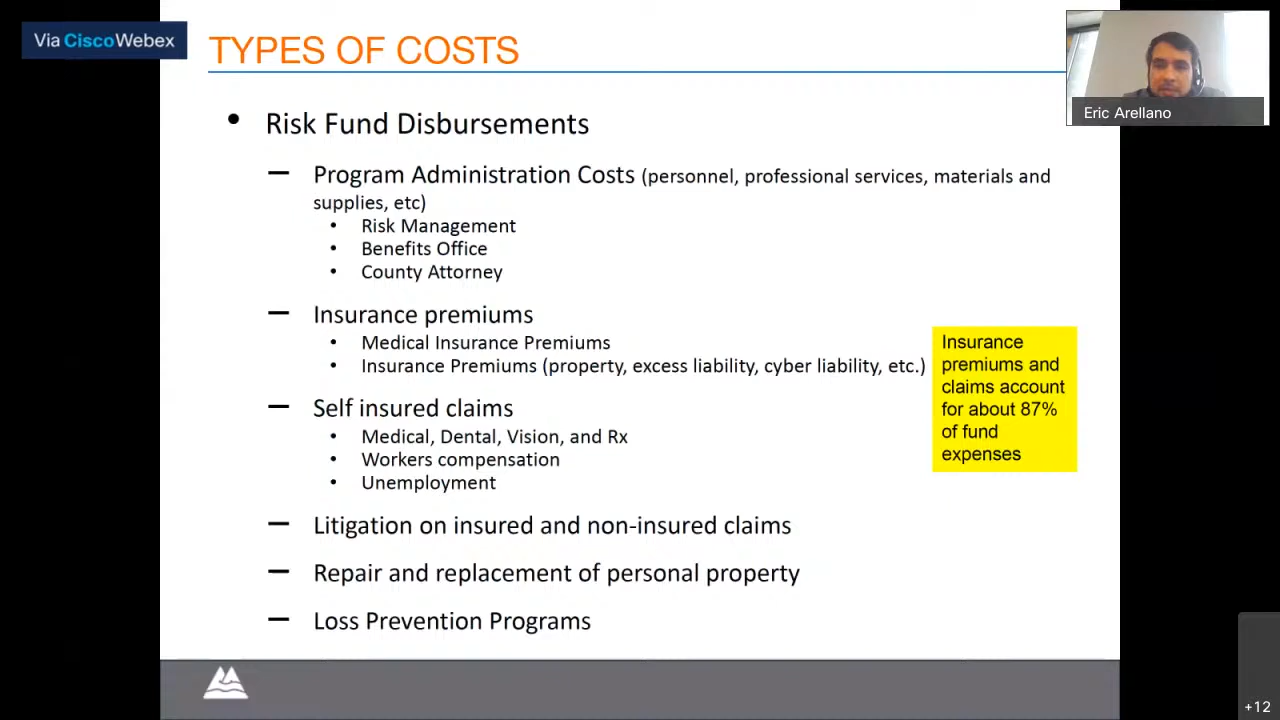 Via CiscoWebex
TYPES OF COSTS
Eric Arellano
• Risk Fund Disbursements
– Program Administration Costs (personnel, professional services, materials and
supplies, etc)
• Risk Management
• Benefits Office
• County Attorney
– Insurance premiums
• Medical Insurance Premiums
• Insurance Premiums (property, excess liability, cyber liability, etc.)
Insurance
premiums and
claims account
for about 87%
of fund
expenses
– Self insured claims
• Medical, Dental, Vision, and Rx
• Workers compensation
• Unemployment
– Litigation on insured and non-insured claims
– Repair and replacement of personal property
– Loss Prevention Programs
+12